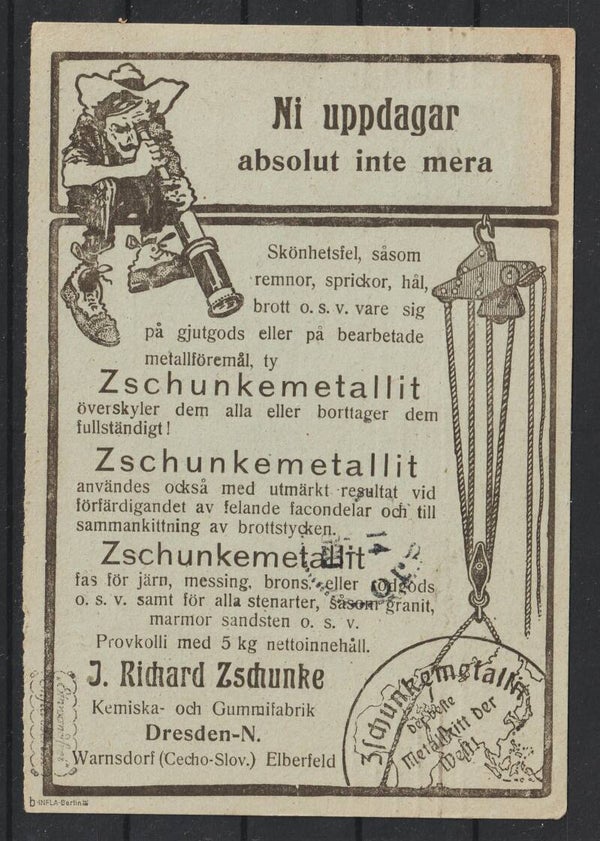 Ni uppdagar
absolut inte mera
Skönhetsfel, såsom
remnor, sprickor, hål,
brott o. s. v. vare sig
på gjutgods eller på bearbetade
metallföremål, ty
Zschunkemetallit
överskyler dem alla eller borttager dem
fullständigt!
Zschunkemetallit
användes också med utmärkt resultat vid
förfärdigandet av felande facondelar och till
sammankittning av brottstycken.
Zschunkemetallit
fas för järn, messing, brons, eller rodgods
o. s. v. samt för alla stenarter, såsom granit,
marmor sandsten o. s. v.
Provkolli med 5 kg nettoinnehåll.
J. Richard Zschunke
Kemiska- och Gummifabrik
Dresden-N.
Warnsdorf (Cecho-Slov.) Elberfeld
Zschunkemetallit
der beste
Metallkitt der
Welt!
b-INFLA-Berlin